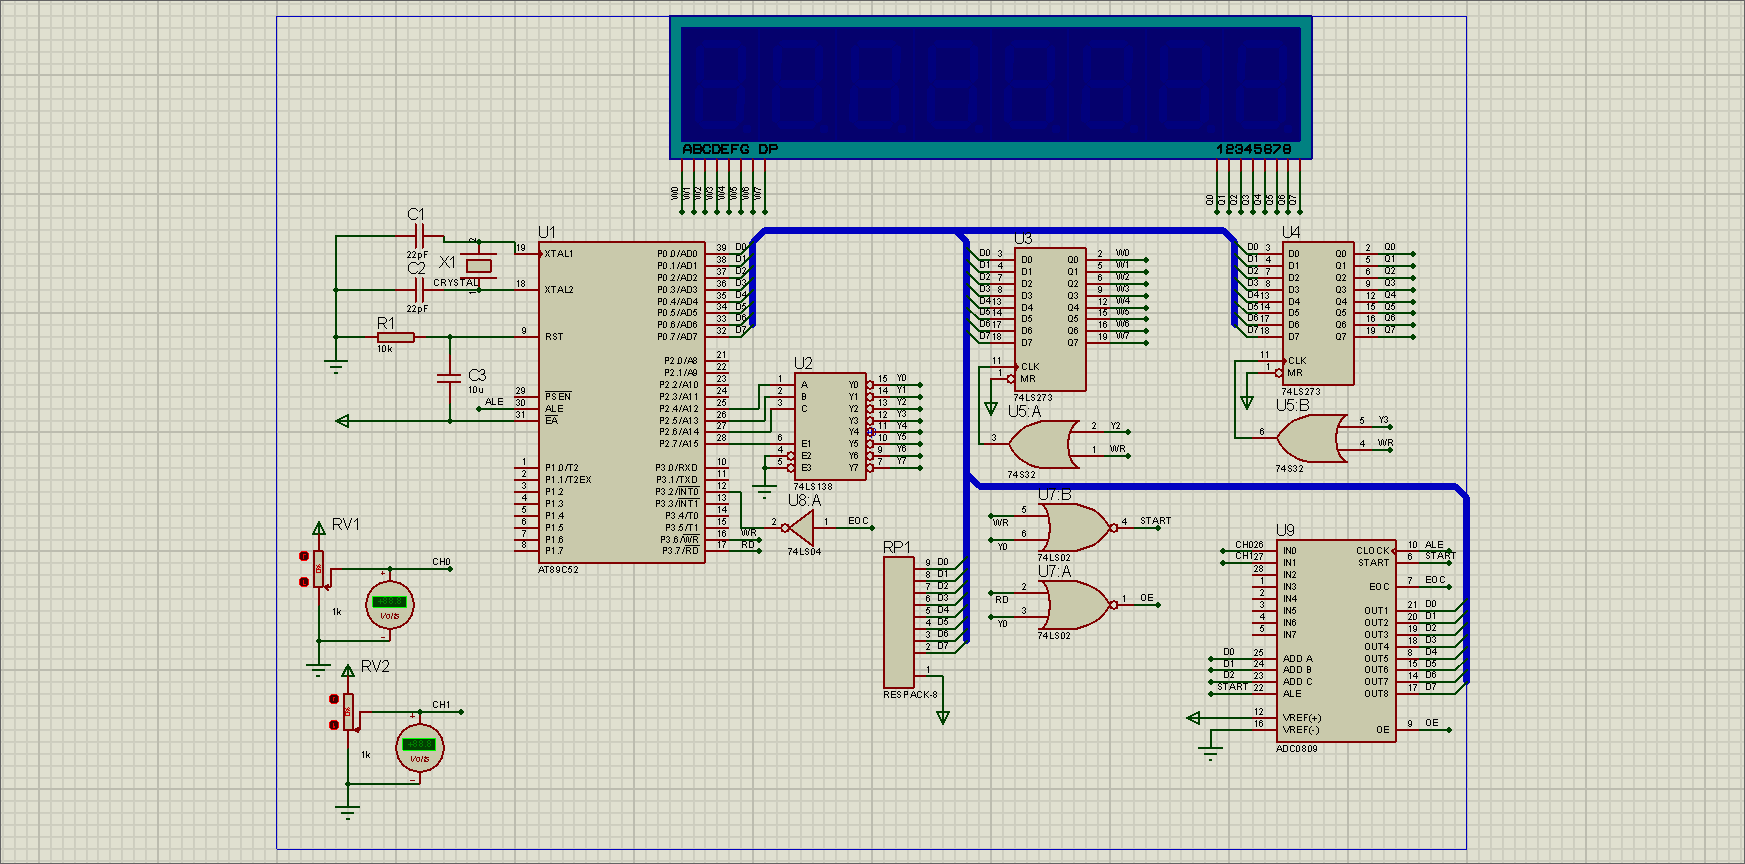 ABCDEFG DP
12345678
W0 W1 W2 W3 W4 W5 W6 W7
Q0 Q1 Q2 Q3 Q4 Q5 Q6 Q7
C1
22pF
C2
22pF
X1
CRYSTAL
2
1
R1
10k
C3
10u
ALE
U1
19 XTAL1
18 XTAL2
9 RST
29 PSEN
30 ALE
31 EA
1 P1.0/T2
2 P1.1/T2EX
3 P1.2
4 P1.3
5 P1.4
6 P1.5
7 P1.6
8 P1.7
P0.0/AD0 39 D0
P0.1/AD1 38 D1
P0.2/AD2 37 D2
P0.3/AD3 36 D3
P0.4/AD4 35 D4
P0.5/AD5 34 D5
P0.6/AD6 33 D6
P0.7/AD7 32 D7
P2.0/A8 21
P2.1/A9 22
P2.2/A10 23
P2.3/A11 24
P2.4/A12 25
P2.5/A13 26
P2.6/A14 27
P2.7/A15 28
P3.0/RXD 10
P3.1/TXD 11
P3.2/INT0 12
P3.3/INT1 13
P3.4/T0 14
P3.5/T1 15
P3.6/WR 16 WR
P3.7/RD 17 RD
AT89C52
U2
1 A
2 B
3 C
6 E1
4 E2
5 E3
Y0 15 Y0
Y1 14 Y1
Y2 13 Y2
Y3 12 Y3
Y4 11 Y4
Y5 10 Y5
Y6 9 Y6
Y7 7 Y7
74LS138
U8:A
2 1 EOC
74LS04
U3
D0 3 D0 Q0 2 W0
D1 4 D1 Q1 5 W1
D2 7 D2 Q2 6 W2
D3 8 D3 Q3 9 W3
D4 13 D4 Q4 12 W4
D5 14 D5 Q5 15 W5
D6 17 D6 Q6 16 W6
D7 18 D7 Q7 19 W7
11 CLK
1 MR
74LS273
U5:A
3
2 Y2
1 WR
74S32
U4
D0 3 D0 Q0 2 Q0
D1 4 D1 Q1 5 Q1
D2 7 D2 Q2 6 Q2
D3 8 D3 Q3 9 Q3
D4 13 D4 Q4 12 Q4
D5 14 D5 Q5 15 Q5
D6 17 D6 Q6 16 Q6
D7 18 D7 Q7 19 Q7
11 CLK
1 MR
74LS273
U5:B
6
5 Y3
4 WR
74S32
U7:B
WR 5
Y0 6
4 START
74LS02
U7:A
RD 2
Y0 3
1 OE
74LS02
RP1
9 D0
8 D1
7 D2
6 D3
5 D4
4 D5
3 D6
2 D7
1
RESPACK-8
U9
CH0 26 IN0
CH1 27 IN1
28 IN2
1 IN3
2 IN4
3 IN5
4 IN6
5 IN7
D0 25 ADD A
D1 24 ADD B
D2 23 ADD C
START 22 ALE
12 VREF(+)
16 VREF(-)
CLOCK 10 ALE
START 6 START
EOC 7 EOC
OUT1 21 D0
OUT2 20 D1
OUT3 19 D2
OUT4 18 D3
OUT5 8 D4
OUT6 15 D5
OUT7 14 D6
OUT8 17 D7
OE 9 OE
ADC0809
RV1
1k
CH0
Volts
RV2
1k
CH1
Volts